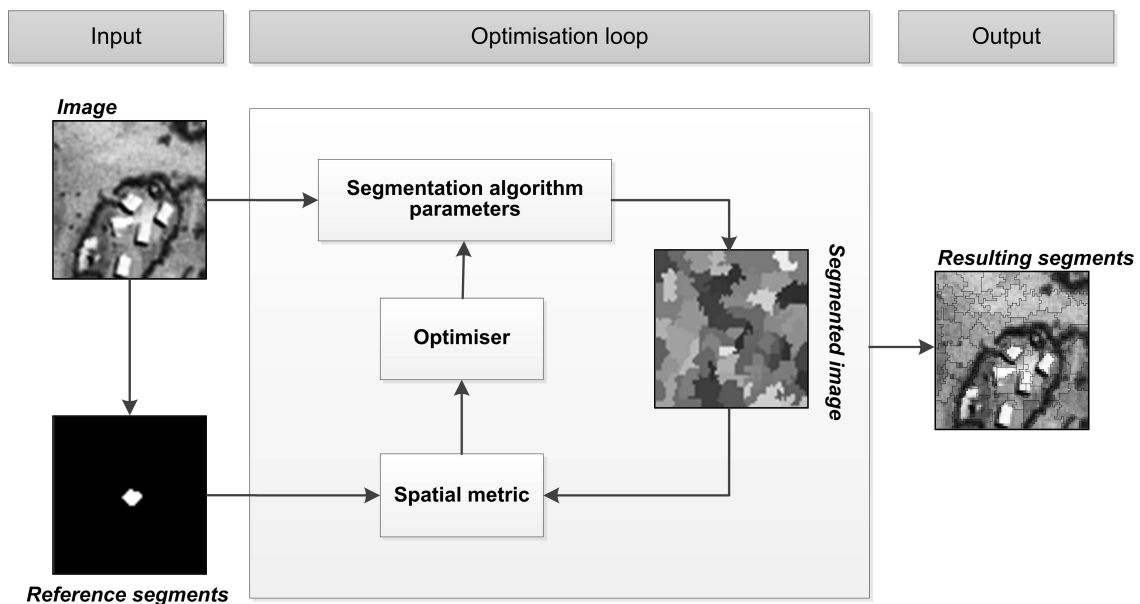 Input
Optimisation loop
Output
Image
Segmentation algorithm
parameters
Segmented image
Resulting segments
Optimiser
Spatial metric
Reference segments